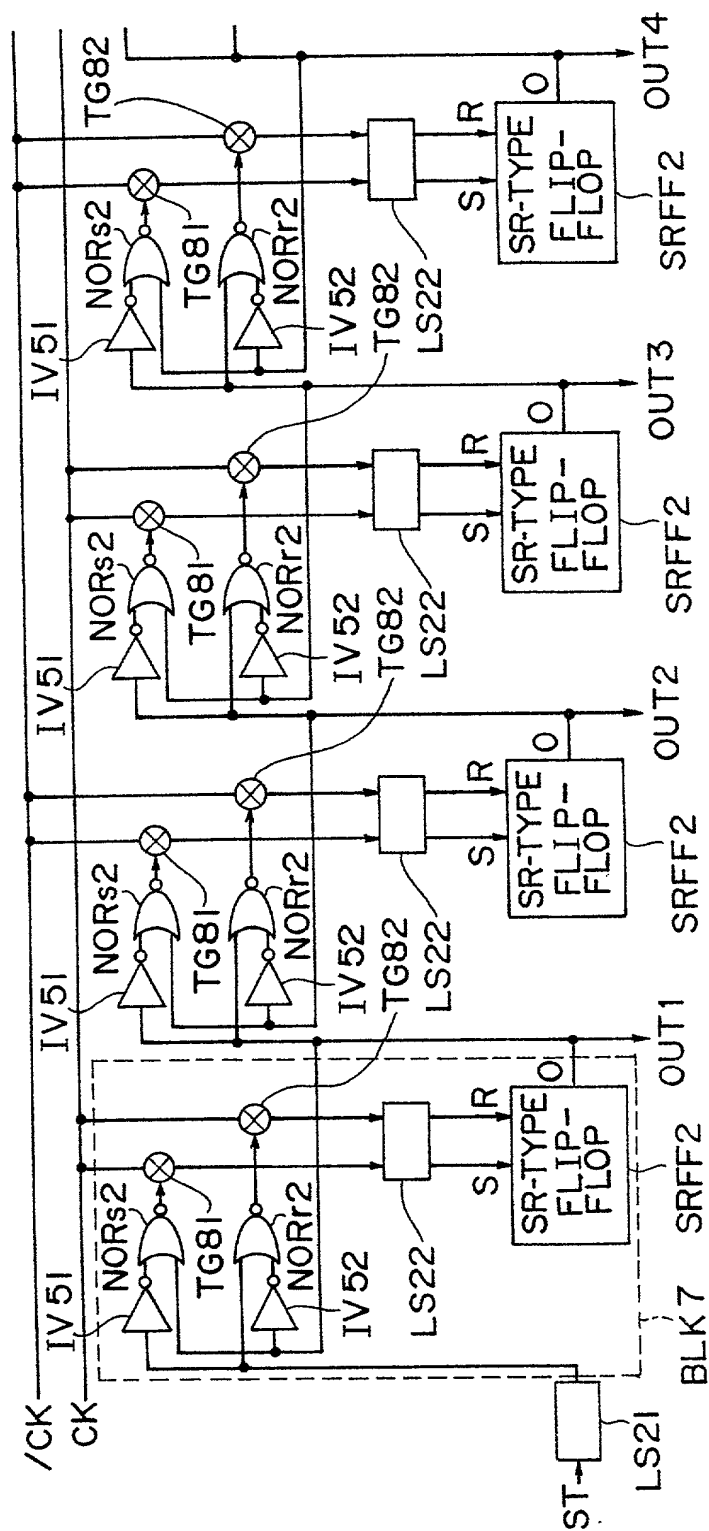 /CK
CK
ST
LS21
BLK7
IV51
NORs2
TG81
NORr2
IV52
TG82
LS22
S
R
SR-TYPE
FLIP-
FLOP
O
SRFF2
OUT1
IV51
NORs2
TG81
NORr2
IV52
TG82
LS22
S
R
SR-TYPE
FLIP-
FLOP
O
SRFF2
OUT2
IV51
NORs2
TG81
NORr2
IV52
TG82
LS22
S
R
SR-TYPE
FLIP-
FLOP
O
SRFF2
OUT3
IV51
NORs2
TG81
NORr2
IV52
TG82
LS22
S
R
SR-TYPE
FLIP-
FLOP
O
SRFF2
OUT4